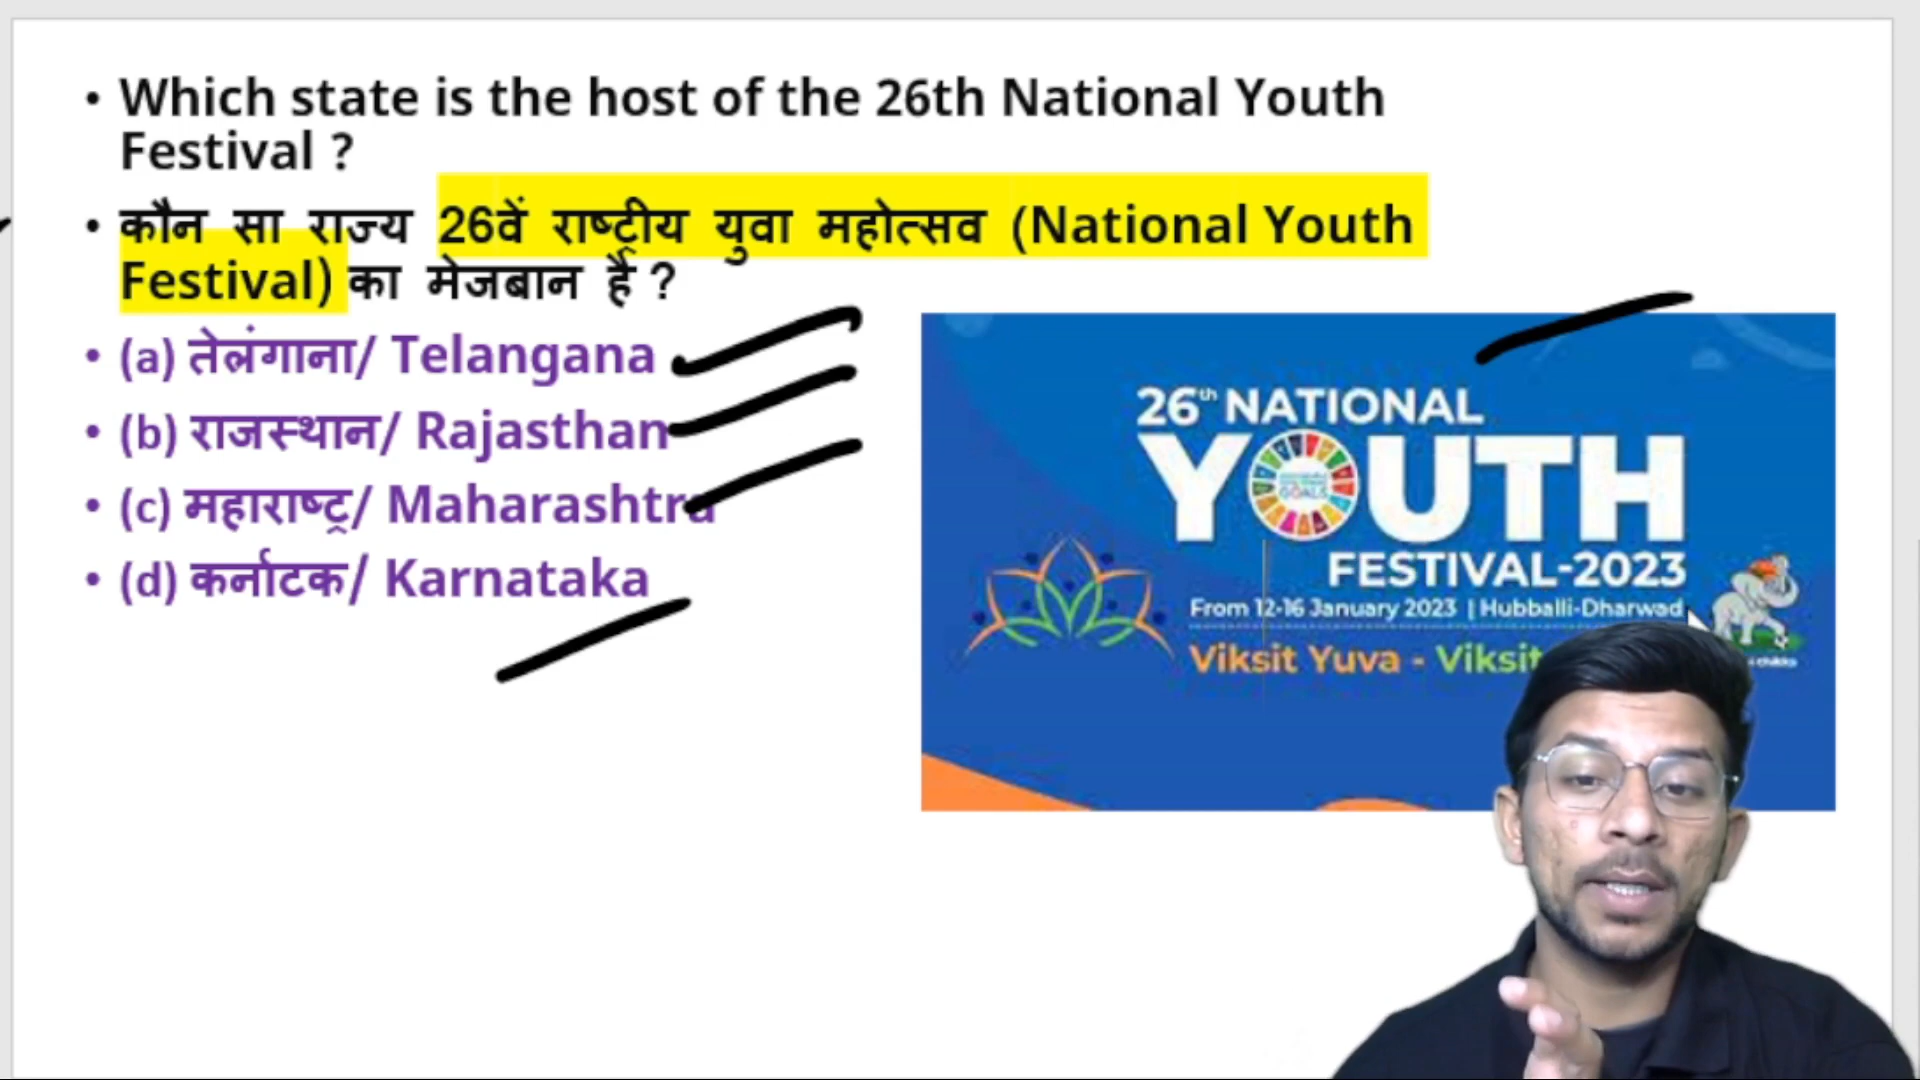 • Which state is the host of the 26th National Youth
Festival ?
• कौन सा राज्य 26वें राष्ट्रीय युवा महोत्सव (National Youth
Festival) का मेजबान है ?
• (a) तेलंगाना/ Telangana
• (b) राजस्थान/ Rajasthan
• (c) महाराष्ट्र/ Maharashtra
• (d) कर्नाटक/ Karnataka
26th NATIONAL
YOUTH
GOALS
FESTIVAL-2023
From 12-16 January 2023 | Hubballi-Dharwad
Viksit Yuva - Viksit